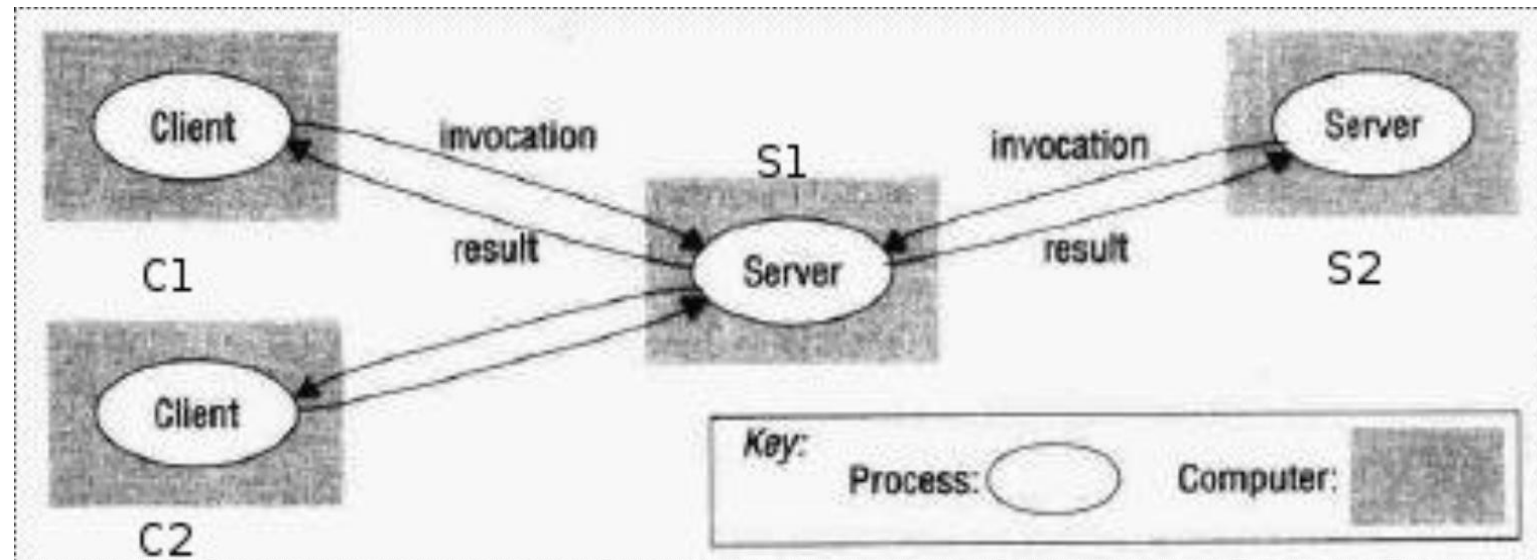 Client
invocation
result
C1
Client
C2
S1
Server
invocation
result
Server
S2
Key:
Process:
Computer: